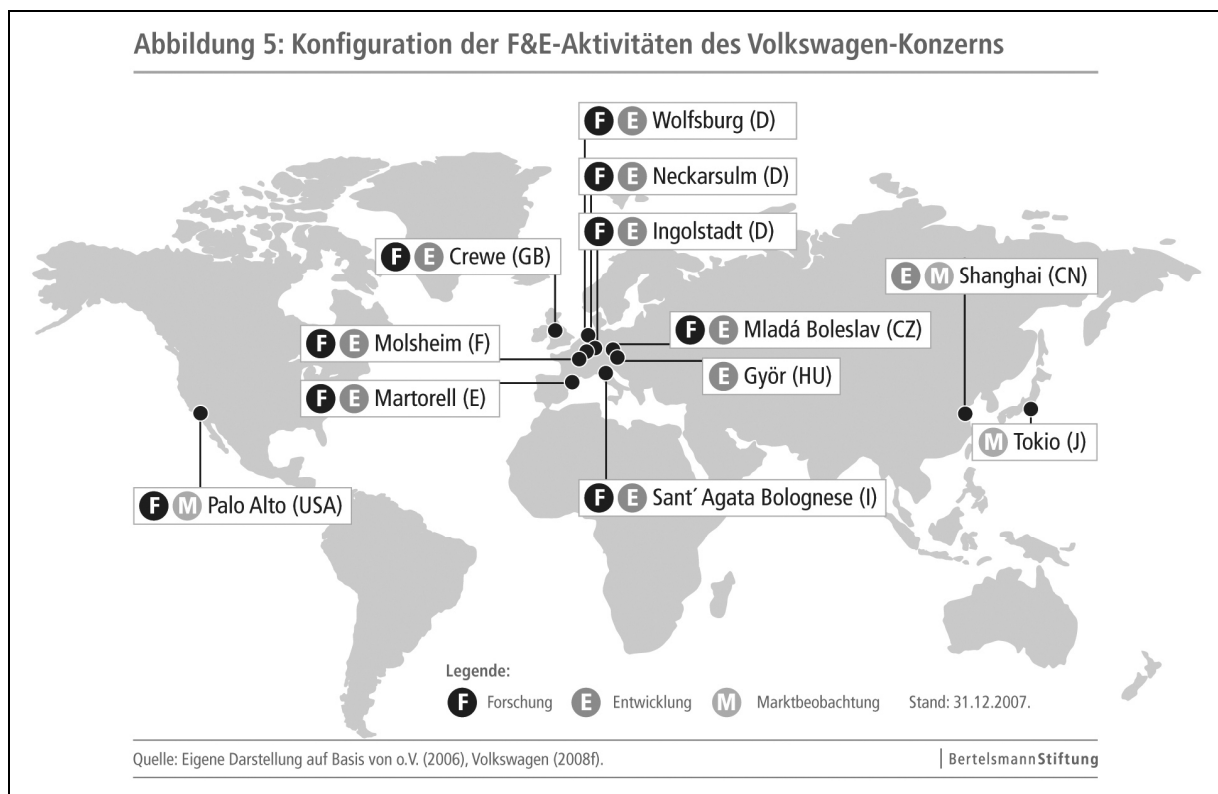 Abbildung 5: Konfiguration der F&E-Aktivitäten des Volkswagen-Konzerns
F E Wolfsburg (D)
F E Neckarsulm (D)
F E Ingolstadt (D)
F E Crewe (GB)
E M Shanghai (CN)
F E Molsheim (F)
F E Mladá Boleslav (CZ)
F E Martorell (E)
E Györ (HU)
M Tokio (J)
F M Palo Alto (USA)
F E Sant´ Agata Bolognese (I)
Legende:
F Forschung E Entwicklung M Marktbeobachtung Stand: 31.12.2007.
Quelle: Eigene Darstellung auf Basis von o.V. (2006), Volkswagen (2008f). | BertelsmannStiftung